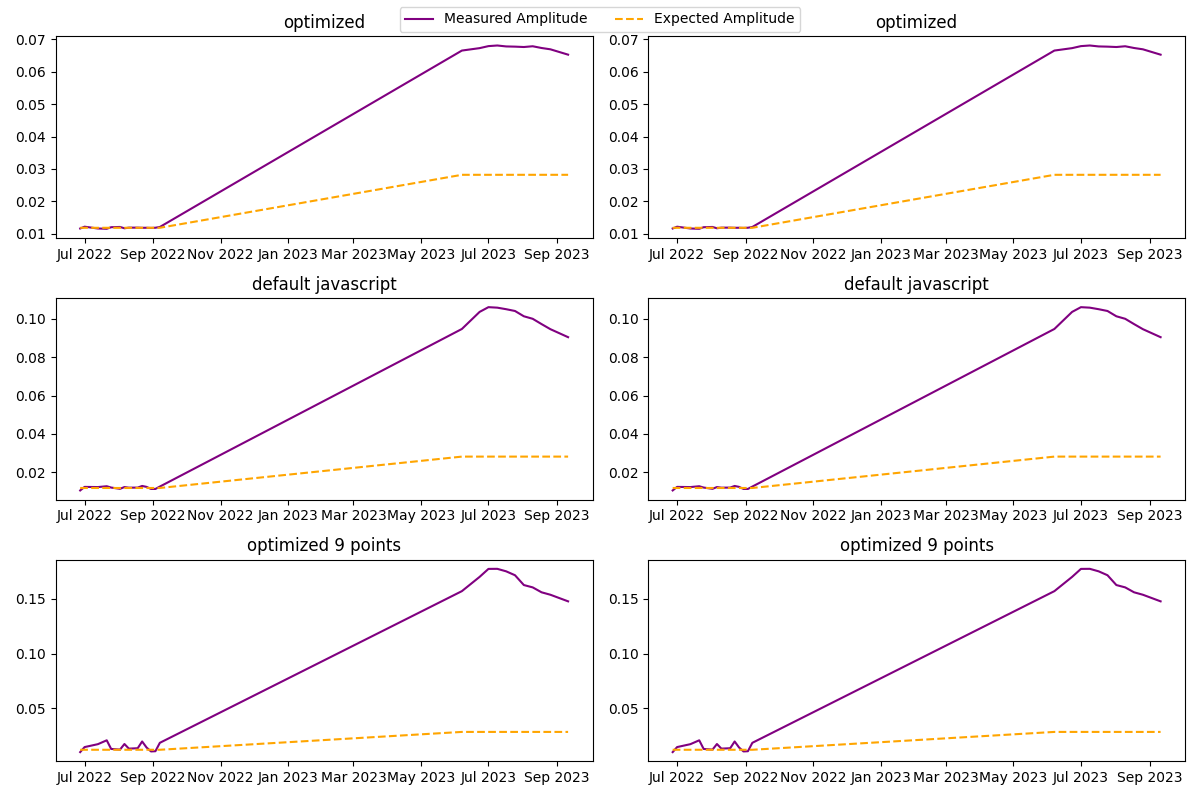 Measured Amplitude Expected Amplitude
optimized
0.07
0.06
0.05
0.04
0.03
0.02
0.01
Jul 2022 Sep 2022 Nov 2022 Jan 2023 Mar 2023 May 2023 Jul 2023 Sep 2023
optimized
0.07
0.06
0.05
0.04
0.03
0.02
0.01
Jul 2022 Sep 2022 Nov 2022 Jan 2023 Mar 2023 May 2023 Jul 2023 Sep 2023
default javascript
0.10
0.08
0.06
0.04
0.02
Jul 2022 Sep 2022 Nov 2022 Jan 2023 Mar 2023 May 2023 Jul 2023 Sep 2023
default javascript
0.10
0.08
0.06
0.04
0.02
Jul 2022 Sep 2022 Nov 2022 Jan 2023 Mar 2023 May 2023 Jul 2023 Sep 2023
optimized 9 points
0.15
0.10
0.05
Jul 2022 Sep 2022 Nov 2022 Jan 2023 Mar 2023 May 2023 Jul 2023 Sep 2023
optimized 9 points
0.15
0.10
0.05
Jul 2022 Sep 2022 Nov 2022 Jan 2023 Mar 2023 May 2023 Jul 2023 Sep 2023